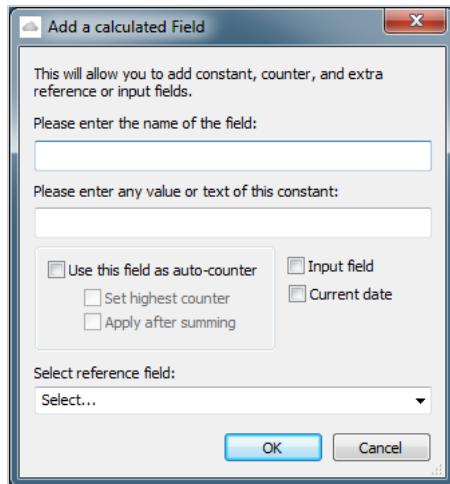 Add a calculated Field
This will allow you to add constant, counter, and extra
reference or input fields.
Please enter the name of the field:
Please enter any value or text of this constant:
Use this field as auto-counter
Input field
Set highest counter
Current date
Apply after summing
Select reference field:
Select...
OK
Cancel